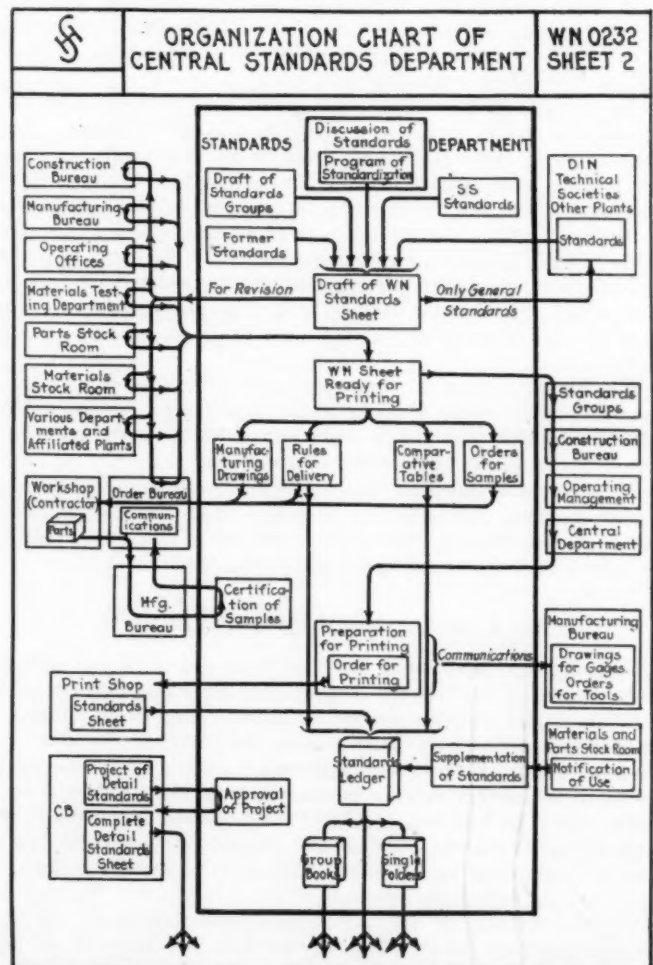 ORGANIZATION CHART OF
CENTRAL STANDARDS DEPARTMENT
WN 0232
SHEET 2
STANDARDS
DEPARTMENT
Discussion of
Standards
Program of
Standardization
Draft of
Standards
Groups
SS
Standards
Former
Standards
Draft of WN
Standards
Sheet
For Revision
Only General
Standards
DIN
Technical
Societies
Other Plants
Standards
Construction
Bureau
Manufacturing
Bureau
Operating
Offices
Materials Test-
ing Department
Parts Stock
Room
Materials
Stock Room
Various Depart-
ments and
Affiliated Plants
WN Sheet
Ready for
Printing
Standards
Groups
Construction
Bureau
Operating
Management
Central
Department
Manufac-
turing
Drawings
Rules
for
Delivery
Compar-
ative
Tables
Orders
for
Samples
Workshop
(Contractor)
Parts
Order Bureau
Commu-
nications
Mfg.
Bureau
Certifica-
tion of
Samples
Preparation
for Printing
Order for
Printing
Communications
Manufacturing
Bureau
Drawings
for Gages.
Orders
for Tools
Print Shop
Standards
Sheet
Standards
Ledger
Supplementation
of Standards
Materials and
Parts Stock Room
Notification
of Use
CB
Project of
Detail
Standards
Complete
Detail
Standards
Sheet
Approval
of Project
Group
Books
Single
Folders